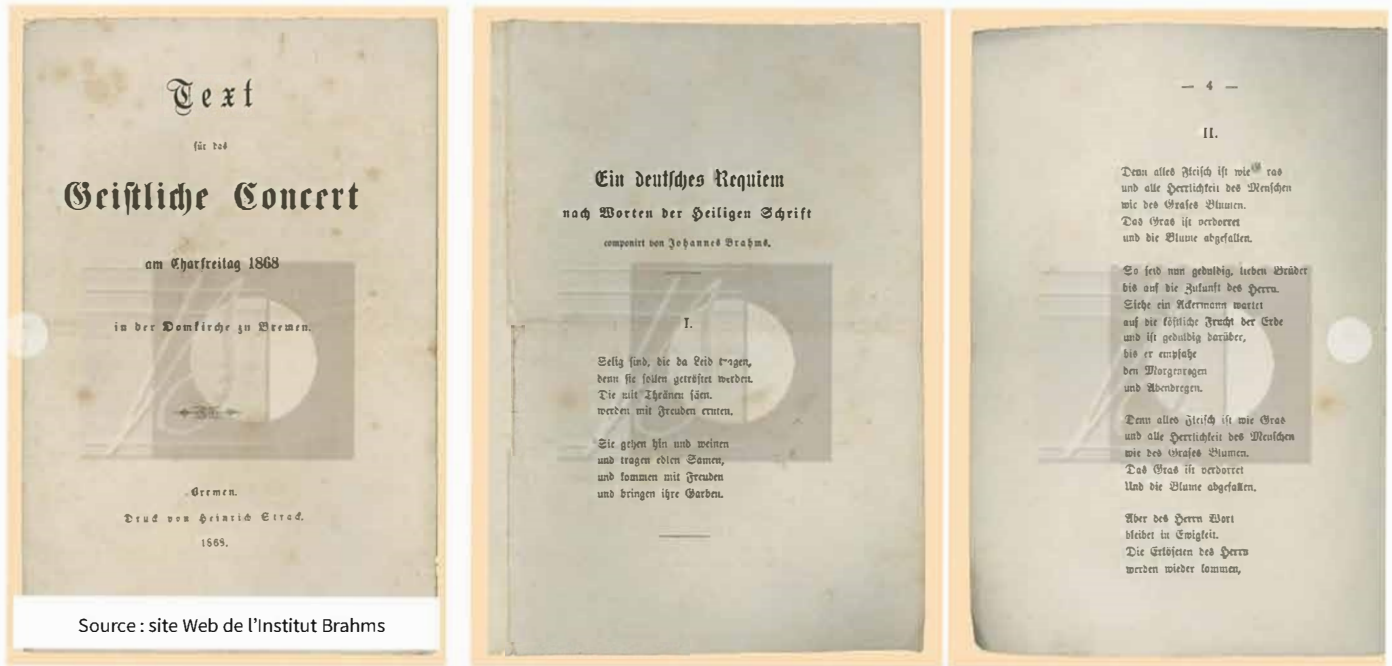 Text
für das
Geistliche Concert
am Charfreitag 1868
in der Domkirche zu Bremen.
Bremen.
Druck von Heinrich Strack.
1868.
Source : site Web de l'Institut Brahms
Ein deutsches Requiem
nach Worten der Heiligen Schrift
componirt von Johannes Brahms.
I.
Selig sind, die da Leid tragen,
denn sie sollen getröstet werden.
Die mit Thränen säen.
werden mit Freuden ernten.
Sie gehen hin und weinen
und tragen edlen Samen,
und kommen mit Freuden
und bringen ihre Garben.
— 4 —
II.
Denn alles Fleisch ist wie G ras
und alle Herrlichkeit des Menschen
wie des Grases Blumen.
Das Gras ist verdorret
und die Blume abgefallen.
So seid nun geduldig, lieben Brüder
bis auf die Zukunft des Herrn.
Siehe ein Ackermann wartet
auf die köstliche Frucht der Erde
und ist geduldig darüber,
bis er empfahe
den Morgenregen
und Abendregen.
Denn alles Fleisch ist wie Gras
und alle Herrlichkeit des Menschen
wie des Grases Blumen.
Das Gras ist verdorret
Und die Blume abgefallen.
Aber des Herrn Wort
bleibet in Ewigkeit.
Die Erlöseten des Herrn
werden wieder kommen,